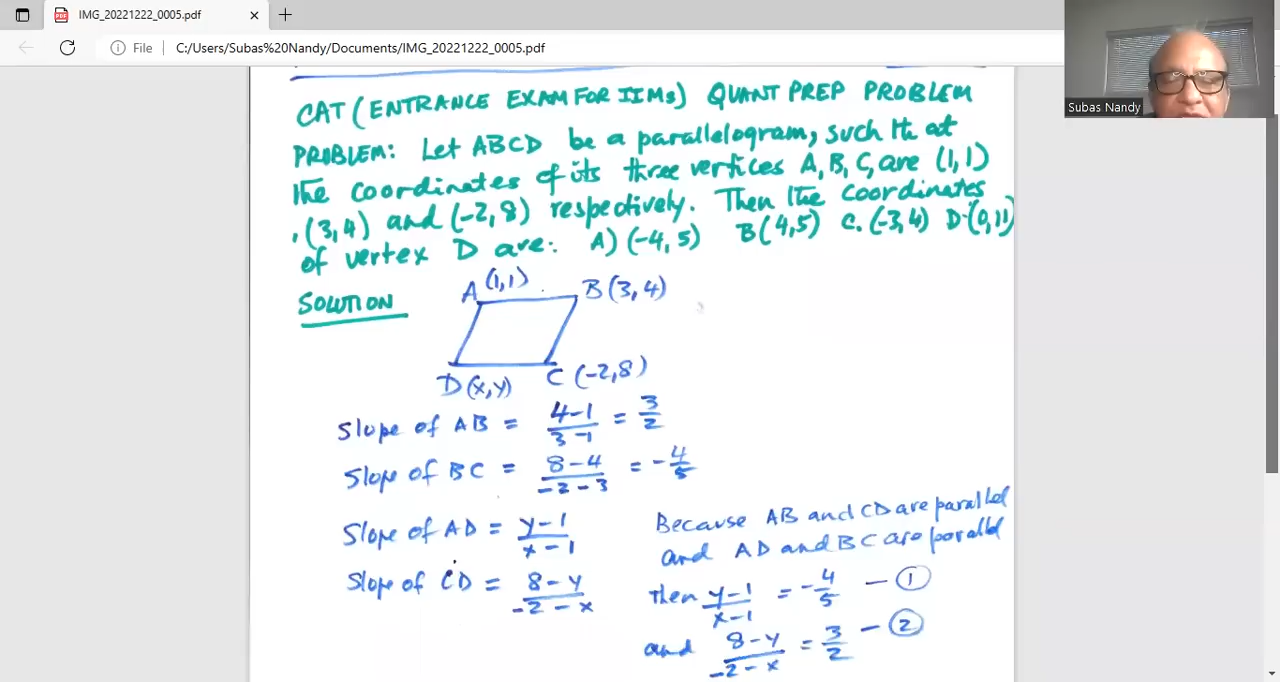 IMG_20221222_0005.pdf
File C:/Users/Subas%20Nandy/Documents/IMG_20221222_0005.pdf
Subas Nandy
CAT (ENTRANCE EXAM FOR IIMs) QUANT PREP PROBLEM
PROBLEM: Let ABCD be a parallelogram, such that
the coordinates of its three vertices A, B, C, are (1,1)
, (3,4) and (-2,8) respectively. Then the coordinates
of vertex D are: A) (-4,5) B (4,5) C. (-3,4) D. (0,11)
SOLUTION
A (1,1) B (3,4)
D (x,y) C (-2,8)
Slope of AB = 4-1/3-1 = 3/2
Slope of BC = 8-4/-2-3 = -4/5
Slope of AD = y-1/x-1
Slope of CD = 8-y/-2-x
Because AB and CD are parallel
and AD and BC are parallel
then y-1/x-1 = -4/5 - 1
and 8-y/-2-x = 3/2 - 2